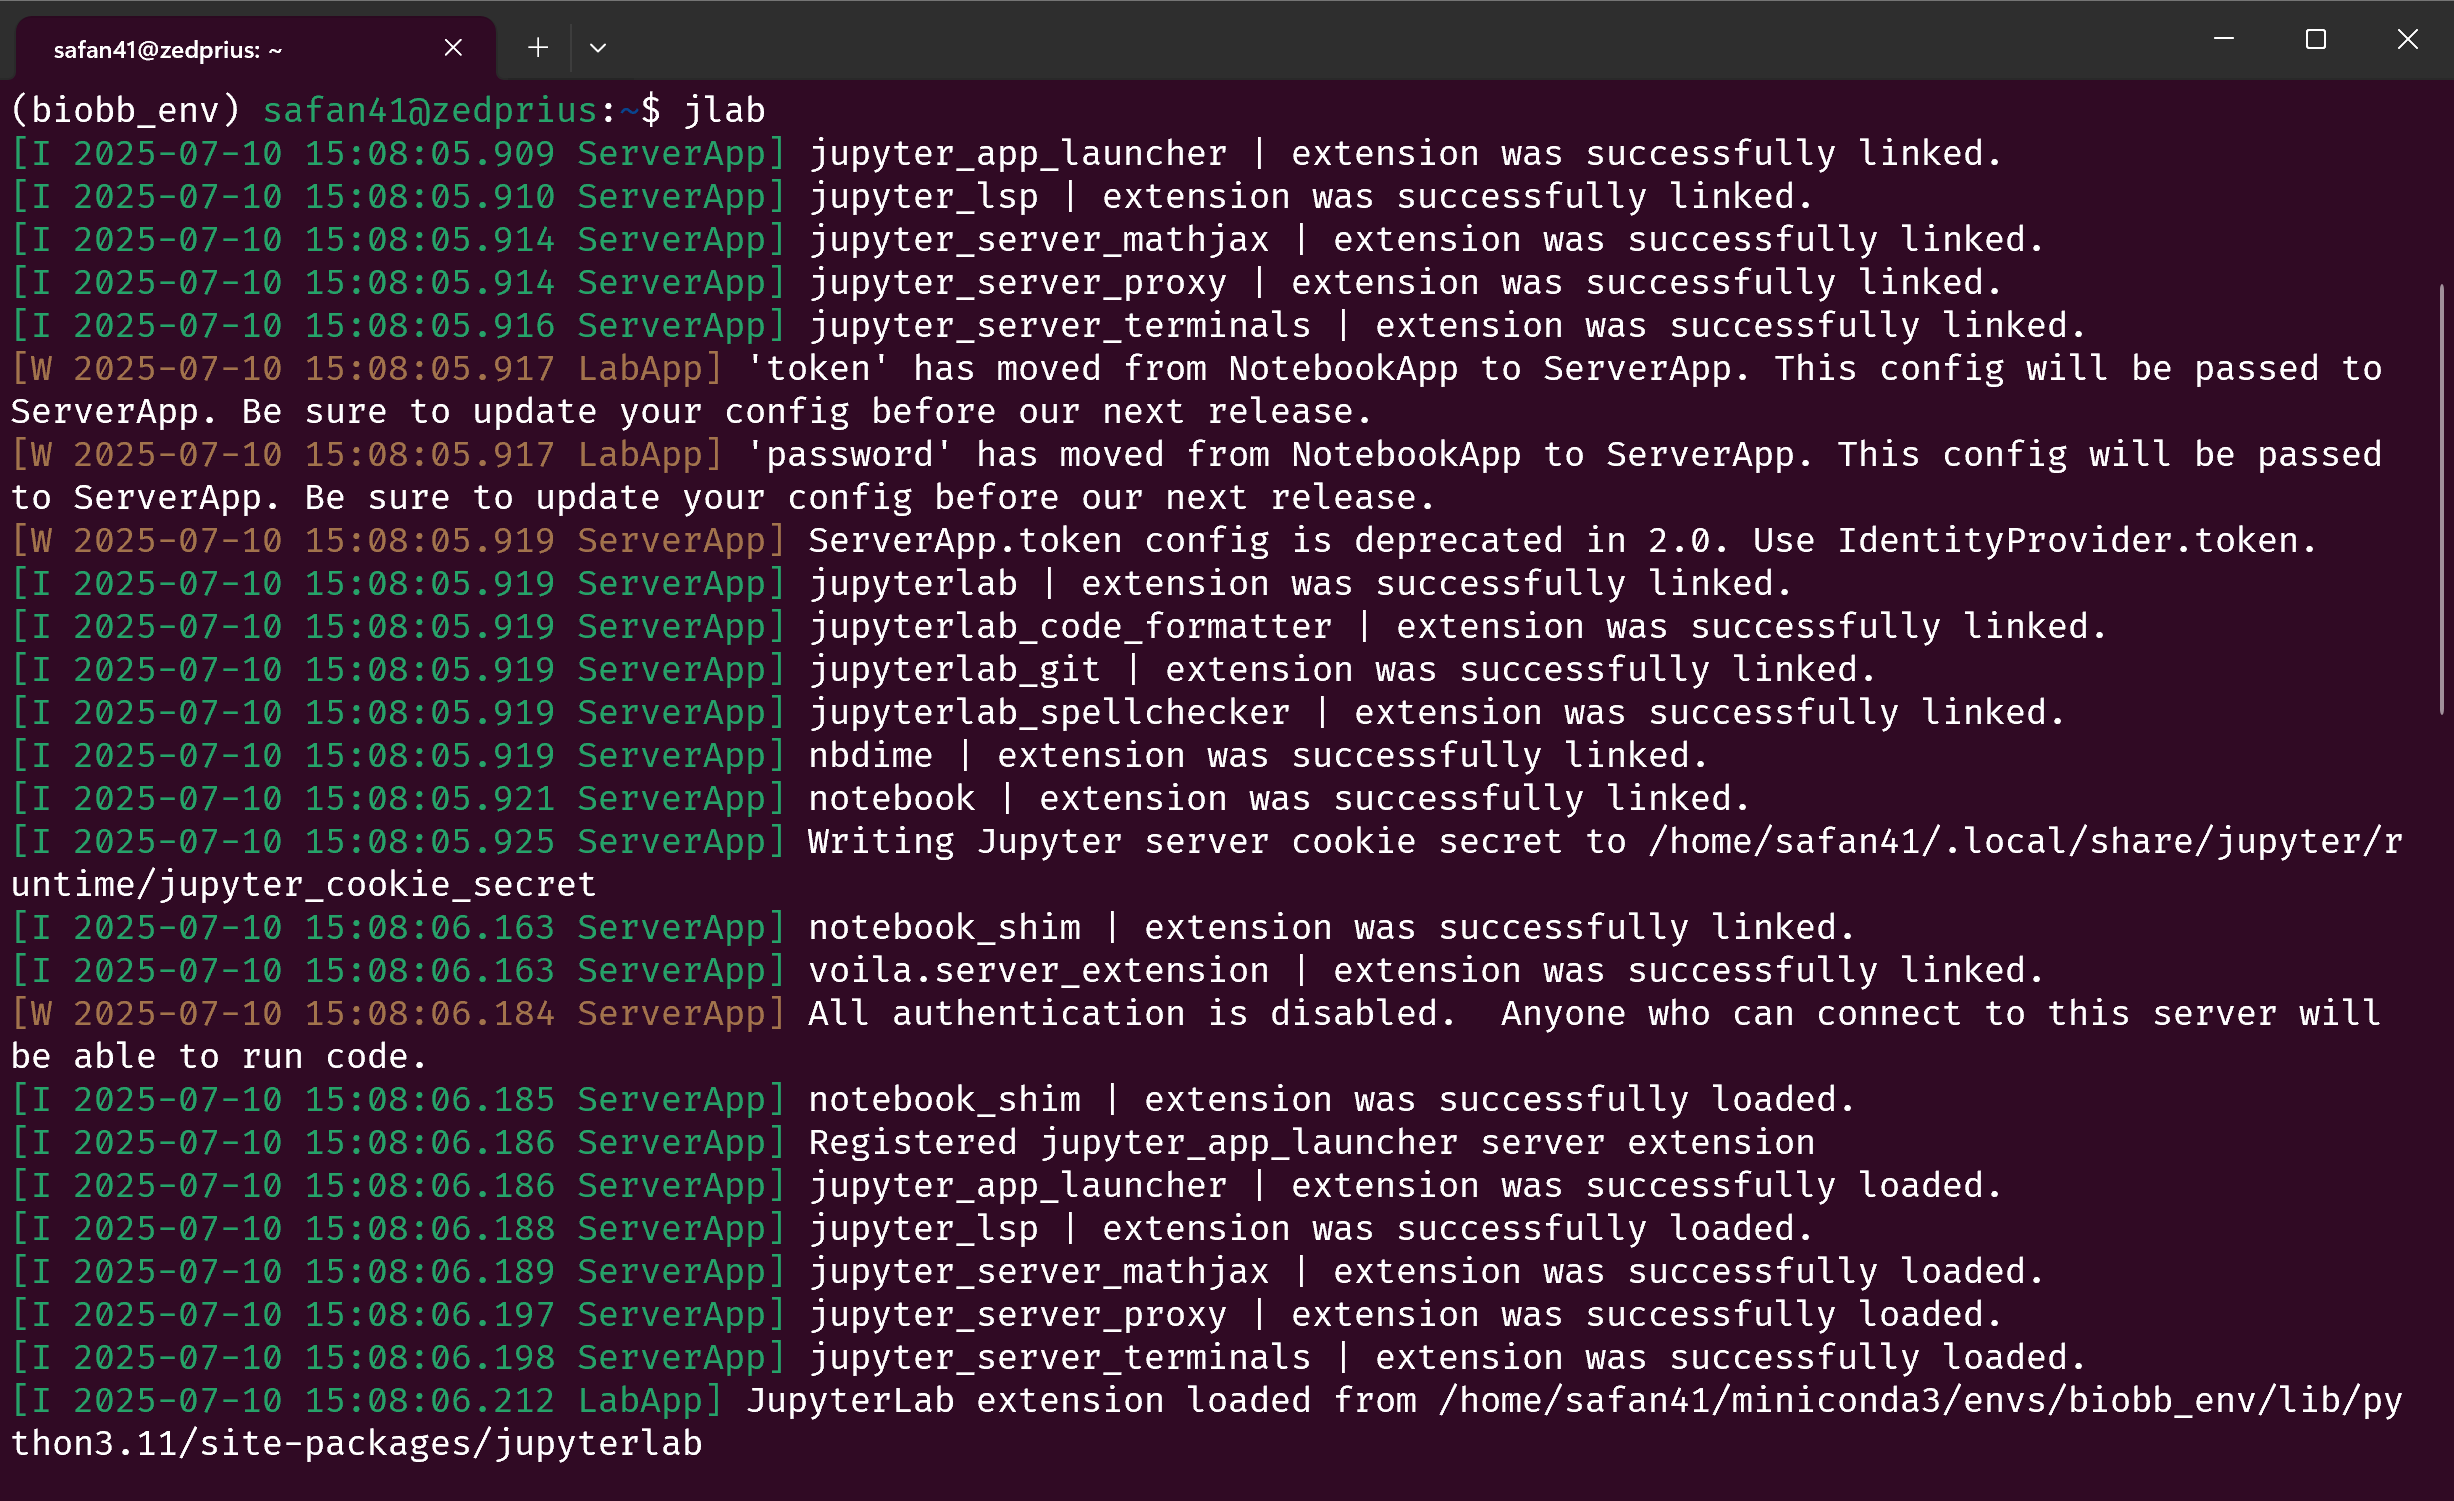 safan41@zedprius: ~
(biobb_env) safan41@zedprius:~$ jlab
[I 2025-07-10 15:08:05.909 ServerApp] jupyter_app_launcher | extension was successfully linked.
[I 2025-07-10 15:08:05.910 ServerApp] jupyter_lsp | extension was successfully linked.
[I 2025-07-10 15:08:05.914 ServerApp] jupyter_server_mathjax | extension was successfully linked.
[I 2025-07-10 15:08:05.914 ServerApp] jupyter_server_proxy | extension was successfully linked.
[I 2025-07-10 15:08:05.916 ServerApp] jupyter_server_terminals | extension was successfully linked.
[W 2025-07-10 15:08:05.917 LabApp] 'token' has moved from NotebookApp to ServerApp. This config will be passed to
ServerApp. Be sure to update your config before our next release.
[W 2025-07-10 15:08:05.917 LabApp] 'password' has moved from NotebookApp to ServerApp. This config will be passed
to ServerApp. Be sure to update your config before our next release.
[W 2025-07-10 15:08:05.919 ServerApp] ServerApp.token config is deprecated in 2.0. Use IdentityProvider.token.
[I 2025-07-10 15:08:05.919 ServerApp] jupyterlab | extension was successfully linked.
[I 2025-07-10 15:08:05.919 ServerApp] jupyterlab_code_formatter | extension was successfully linked.
[I 2025-07-10 15:08:05.919 ServerApp] jupyterlab_git | extension was successfully linked.
[I 2025-07-10 15:08:05.919 ServerApp] jupyterlab_spellchecker | extension was successfully linked.
[I 2025-07-10 15:08:05.919 ServerApp] nbdime | extension was successfully linked.
[I 2025-07-10 15:08:05.921 ServerApp] notebook | extension was successfully linked.
[I 2025-07-10 15:08:05.925 ServerApp] Writing Jupyter server cookie secret to /home/safan41/.local/share/jupyter/r
untime/jupyter_cookie_secret
[I 2025-07-10 15:08:06.163 ServerApp] notebook_shim | extension was successfully linked.
[I 2025-07-10 15:08:06.163 ServerApp] voila.server_extension | extension was successfully linked.
[W 2025-07-10 15:08:06.184 ServerApp] All authentication is disabled.  Anyone who can connect to this server will
be able to run code.
[I 2025-07-10 15:08:06.185 ServerApp] notebook_shim | extension was successfully loaded.
[I 2025-07-10 15:08:06.186 ServerApp] Registered jupyter_app_launcher server extension
[I 2025-07-10 15:08:06.186 ServerApp] jupyter_app_launcher | extension was successfully loaded.
[I 2025-07-10 15:08:06.188 ServerApp] jupyter_lsp | extension was successfully loaded.
[I 2025-07-10 15:08:06.189 ServerApp] jupyter_server_mathjax | extension was successfully loaded.
[I 2025-07-10 15:08:06.197 ServerApp] jupyter_server_proxy | extension was successfully loaded.
[I 2025-07-10 15:08:06.198 ServerApp] jupyter_server_terminals | extension was successfully loaded.
[I 2025-07-10 15:08:06.212 LabApp] JupyterLab extension loaded from /home/safan41/miniconda3/envs/biobb_env/lib/py
thon3.11/site-packages/jupyterlab